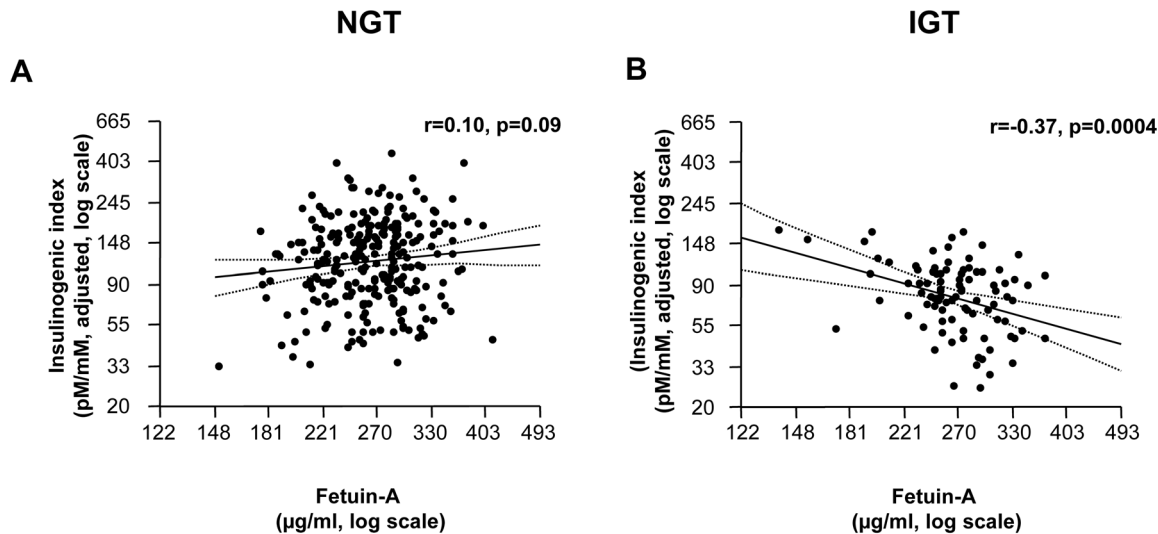 NGT
IGT
A
B
r=0.10, p=0.09
r=-0.37, p=0.0004
Insulinogenic index
(pM/mM, adjusted, log scale)
665
403
245
148
90
55
33
20
122 148 181 221 270 330 403 493
Fetuin-A
(µg/ml, log scale)
(Insulinogenic index
(pM/mM, adjusted, log scale)
665
403
245
148
90
55
33
20
122 148 181 221 270 330 403 493
Fetuin-A
(µg/ml, log scale)